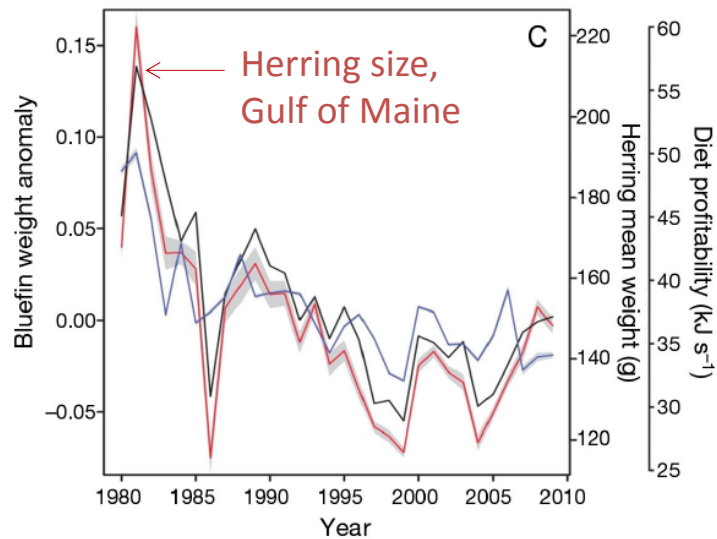 C
Herring size,
Gulf of Maine
Bluefin weight anomaly
0.15
0.10
0.05
0.00
−0.05
220
200
180
160
140
120
Herring mean weight (g)
60
55
50
45
40
35
30
25
Diet profitability (kJ s⁻¹)
1980 1985 1990 1995 2000 2005 2010
Year